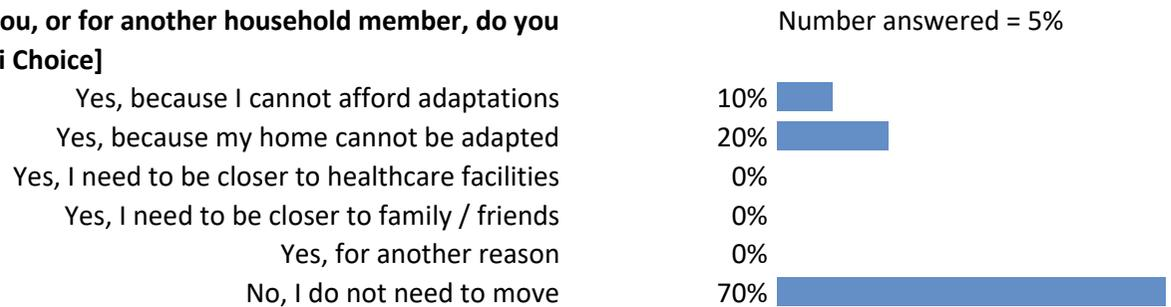 ou, or for another household member, do you Number answered = 5%
i Choice]
Yes, because I cannot afford adaptations 10%
Yes, because my home cannot be adapted 20%
Yes, I need to be closer to healthcare facilities 0%
Yes, I need to be closer to family / friends 0%
Yes, for another reason 0%
No, I do not need to move 70%